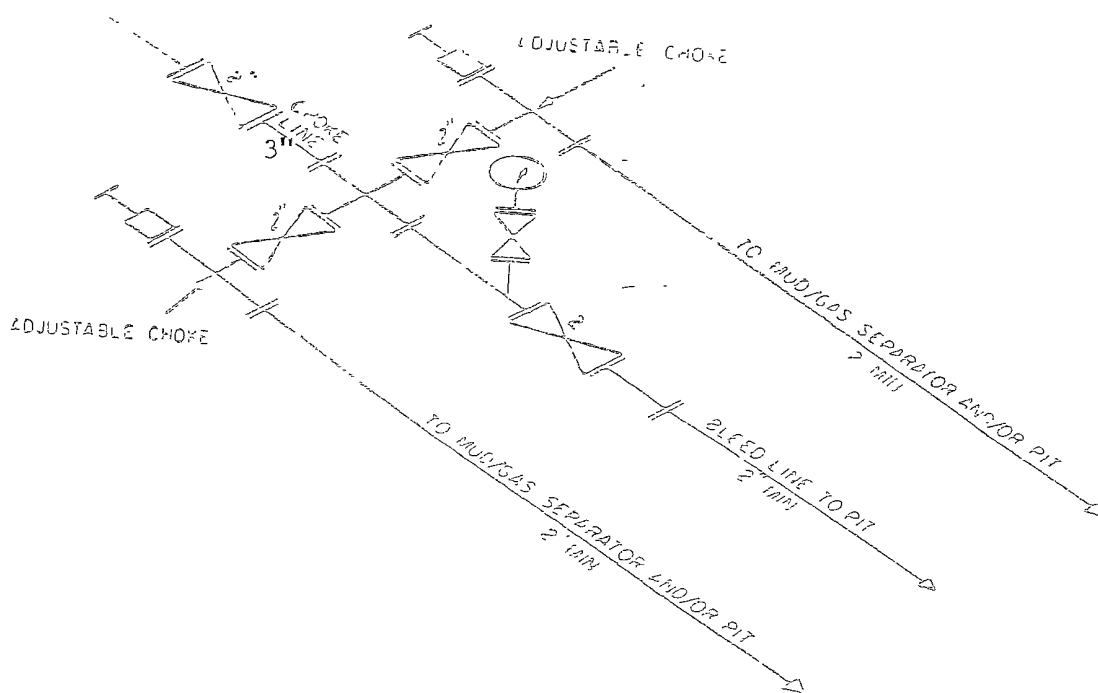 ADJUSTABLE CHOKE
2"
CHOKE
LINE
3"
2"
P
2"
ADJUSTABLE CHOKE
2
TO MUD/GAS SEPARATOR AND/OR PIT
2 MIN
BLEED LINE TO PIT
2" MIN
TO MUD/GAS SEPARATOR AND/OR PIT
2" MIN